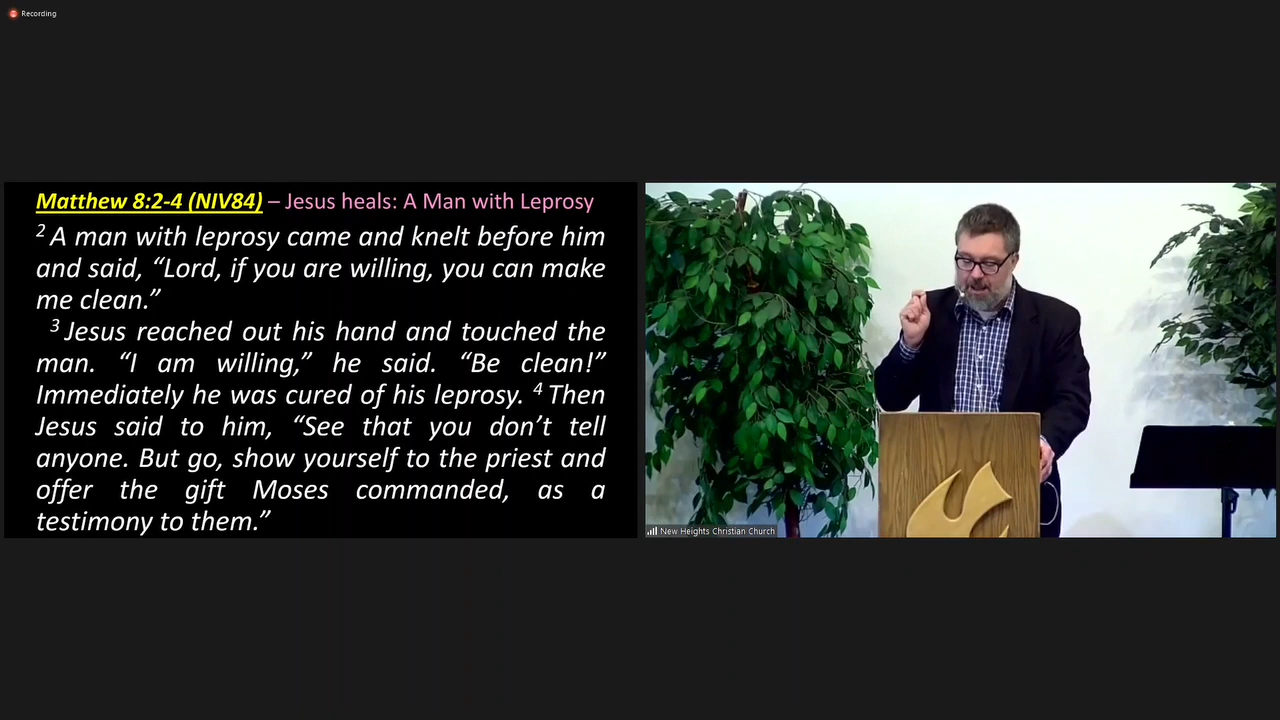 Recording
Matthew 8:2-4 (NIV84) – Jesus heals: A Man with Leprosy
2 A man with leprosy came and knelt before him
and said, “Lord, if you are willing, you can make
me clean.”
3 Jesus reached out his hand and touched the
man. “I am willing,” he said. “Be clean!”
Immediately he was cured of his leprosy. 4 Then
Jesus said to him, “See that you don’t tell
anyone. But go, show yourself to the priest and
offer the gift Moses commanded, as a
testimony to them.”
New Heights Christian Church